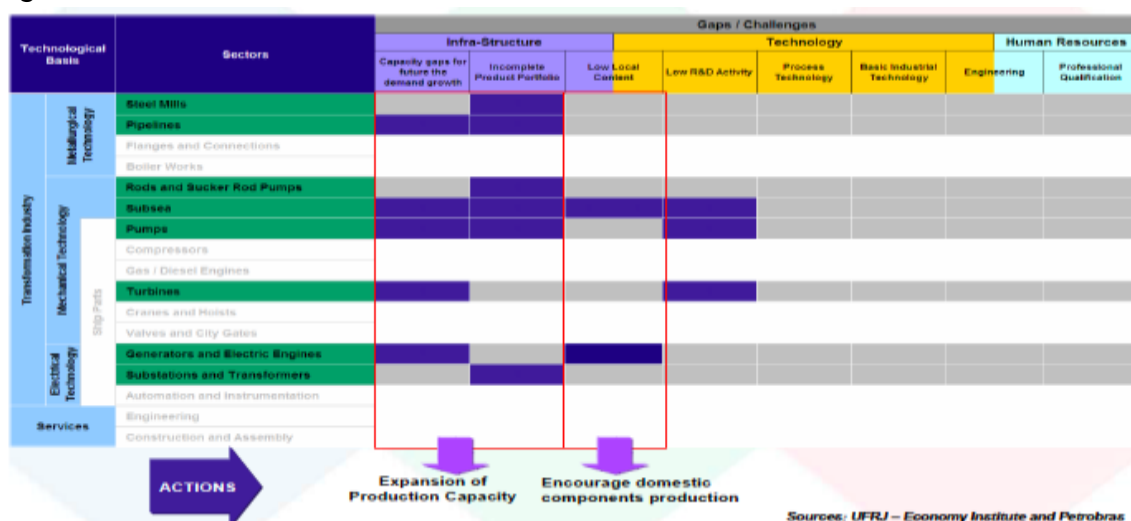 Gaps / Challenges
Technological
Basis
Sectors
Infra-Structure
Technology
Human Resources
Capacity gaps for
future the
demand growth
Incomplete
Product Portfolio
Low Local
Content
Low R&D Activity
Process
Technology
Basic Industrial
Technology
Engineering
Professional
Qualification
Transformation Industry
Metallurgical
Technology
Steel Mills
Pipelines
Flanges and Connections
Boiler Works
Mechanical Technology
Rods and Sucker Rod Pumps
Subsea
Pumps
Ship Parts
Compressors
Gas / Diesel Engines
Turbines
Cranes and Hoists
Valves and City Gates
Electrical
Technology
Generators and Electric Engines
Substations and Transformers
Automation and Instrumentation
Services
Engineering
Construction and Assembly
ACTIONS
Expansion of
Production Capacity
Encourage domestic
components production
Sources: UFRJ – Economy Institute and Petrobras